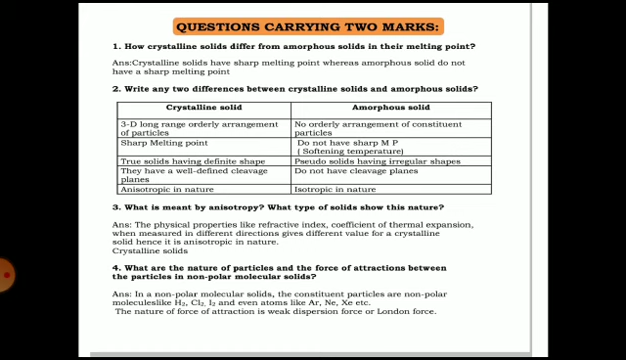 QUESTIONS CARRYING TWO MARKS:
1. How crystalline solids differ from amorphous solids in their melting point?
Ans:Crystalline solids have sharp melting point whereas amorphous solid do not
have a sharp melting point
2. Write any two differences between crystalline solids and amorphous solids?
Crystalline solid Amorphous solid
3-D long range orderly arrangement No orderly arrangement of constituent
of particles particles
Sharp Melting point Do not have sharp M P
( Softening temperature)
True solids having definite shape Pseudo solids having irregular shapes
They have a well-defined cleavage Do not have cleavage planes
planes
Anisotropic in nature Isotropic in nature
3. What is meant by anisotropy? What type of solids show this nature?
Ans: The physical properties like refractive index, coefficient of thermal expansion,
when measured in different directions gives different value for a crystalline
solid hence it is anisotropic in nature.
Crystalline solids
4. What are the nature of particles and the force of attractions between
the particles in non-polar molecular solids?
Ans: In a non-polar molecular solids, the constituent particles are non-polar
moleculeslike H₂, Cl₂, I₂ and even atoms like Ar, Ne, Xe etc.
The nature of force of attraction is weak dispersion force or London force.